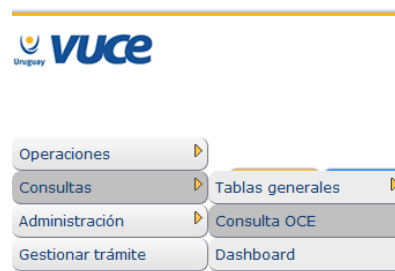 Uruguay vuce
Operaciones
Consultas Tablas generales
Administración Consulta OCE
Gestionar trámite Dashboard